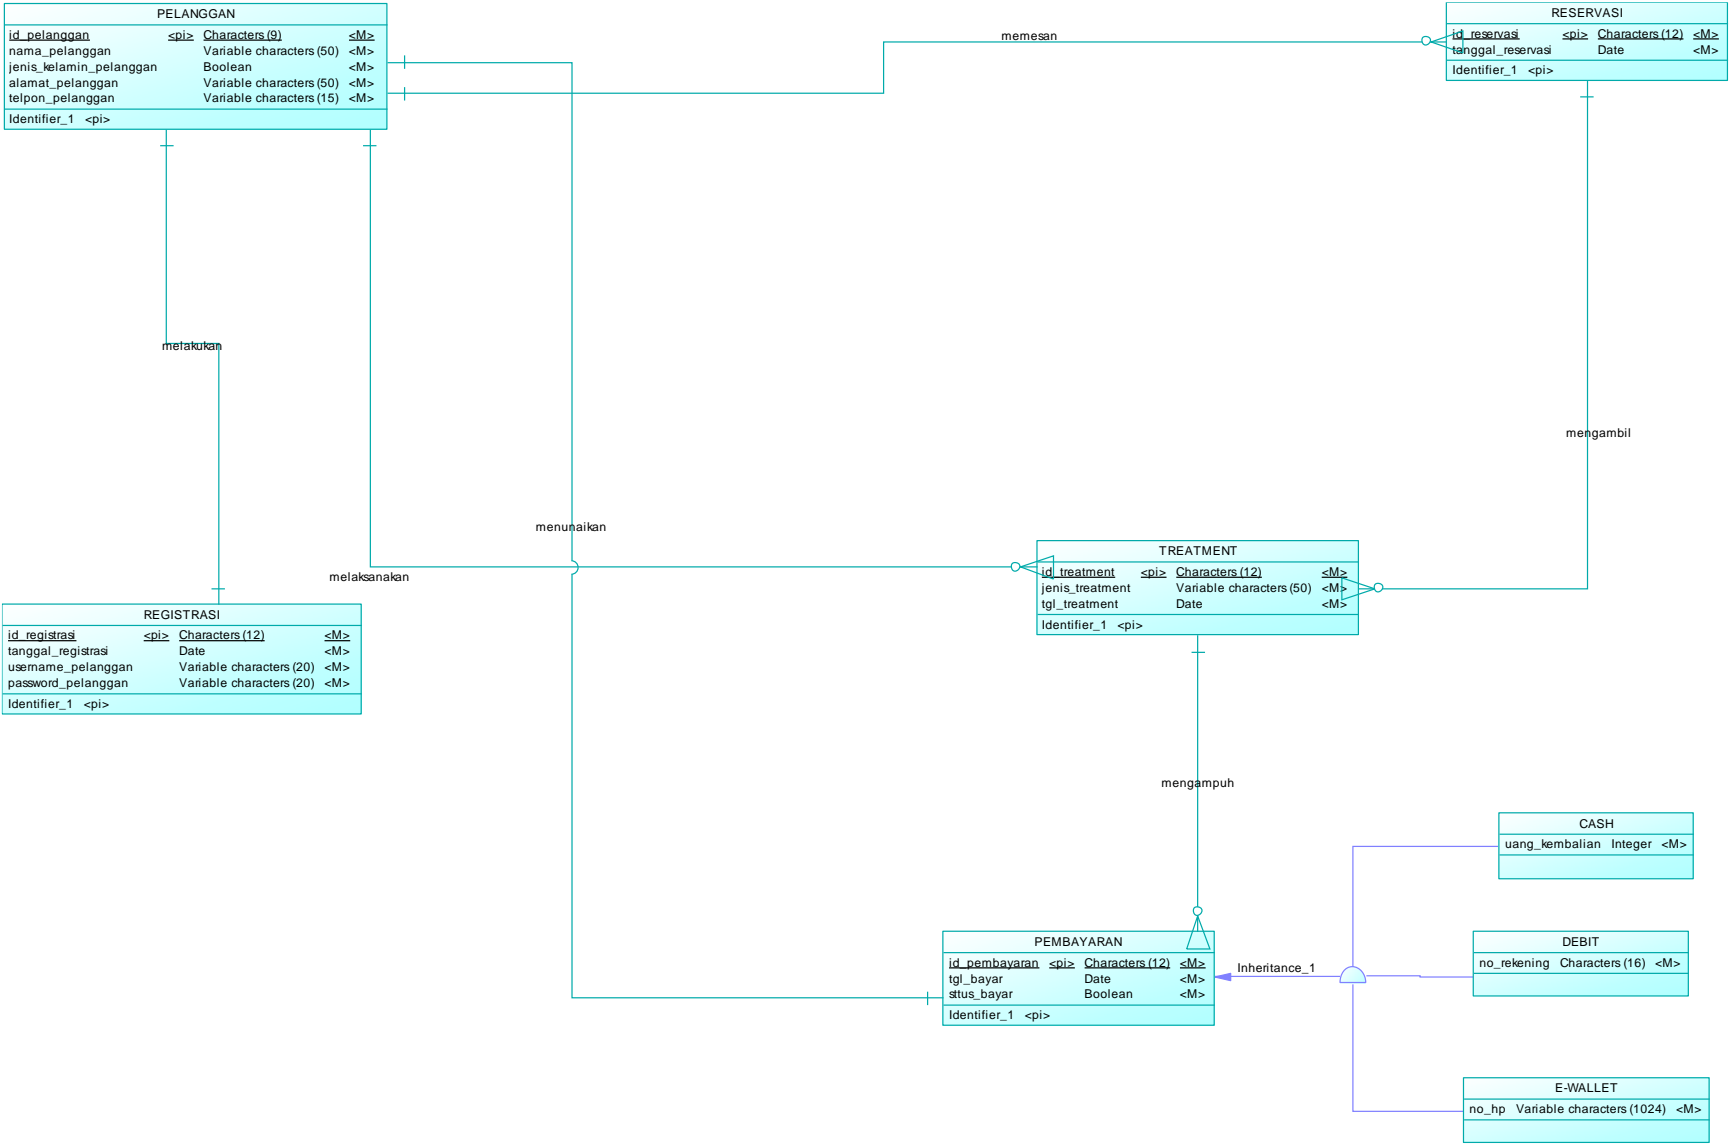 PELANGGAN
id_pelanggan <pi> Characters (9) <M>
nama_pelanggan Variable characters (50) <M>
jenis_kelamin_pelanggan Boolean <M>
alamat_pelanggan Variable characters (50) <M>
telpon_pelanggan Variable characters (15) <M>
Identifier_1 <pi>
memesan
RESERVASI
id_reservasi <pi> Characters (12) <M>
tanggal_reservasi Date <M>
Identifier_1 <pi>
melakukan
mengambil
menunaikan
melaksanakan
TREATMENT
id_treatment <pi> Characters (12) <M>
jenis_treatment Variable characters (50) <M>
tgl_treatment Date <M>
Identifier_1 <pi>
REGISTRASI
id_registrasi <pi> Characters (12) <M>
tanggal_registrasi Date <M>
username_pelanggan Variable characters (20) <M>
password_pelanggan Variable characters (20) <M>
Identifier_1 <pi>
mengampuh
CASH
uang_kembalian Integer <M>
PEMBAYARAN
id_pembayaran <pi> Characters (12) <M>
tgl_bayar Date <M>
sttus_bayar Boolean <M>
Identifier_1 <pi>
Inheritance_1
DEBIT
no_rekening Characters (16) <M>
E-WALLET
no_hp Variable characters (1024) <M>